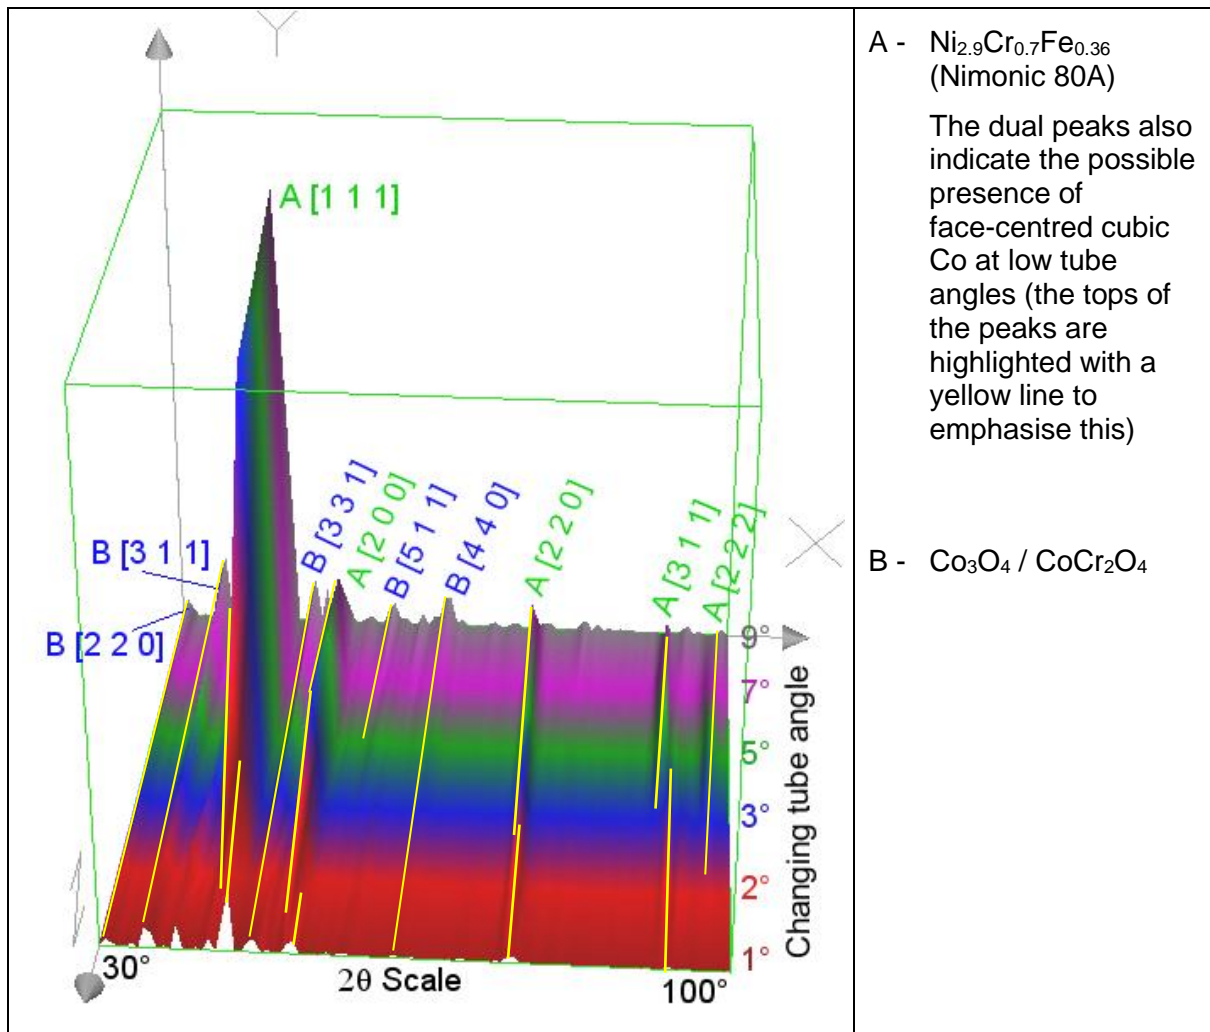 A [1 1 1]
B [3 3 1]
A [2 0 0]
B [5 1 1]
B [4 4 0]
A [2 2 0]
A [3 1 1]
A [2 2 2]
B [3 1 1]
B [2 2 0]
9°
7°
5°
3°
2°
1°
Changing tube angle
30°
2θ Scale
100°
A - Ni₂.₉Cr₀.₇Fe₀.₃₆
(Nimonic 80A)
The dual peaks also
indicate the possible
presence of
face-centred cubic
Co at low tube
angles (the tops of
the peaks are
highlighted with a
yellow line to
emphasise this)
B - Co₃O₄ / CoCr₂O₄